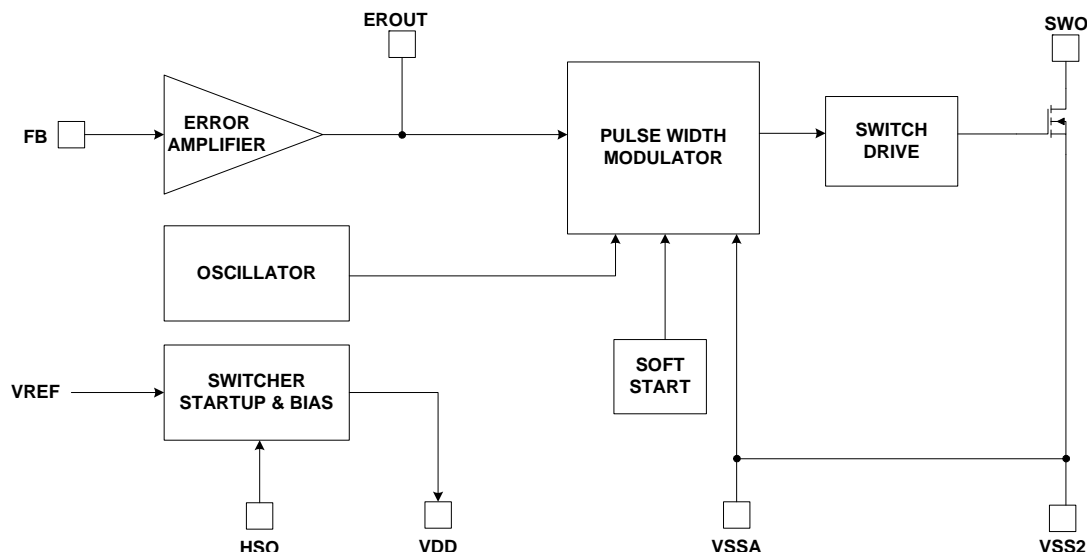 EROUT
SWO
FB
ERROR
AMPLIFIER
PULSE WIDTH
MODULATOR
SWITCH
DRIVE
OSCILLATOR
VREF
SWITCHER
STARTUP & BIAS
SOFT
START
HSO
VDD
VSSA
VSS2